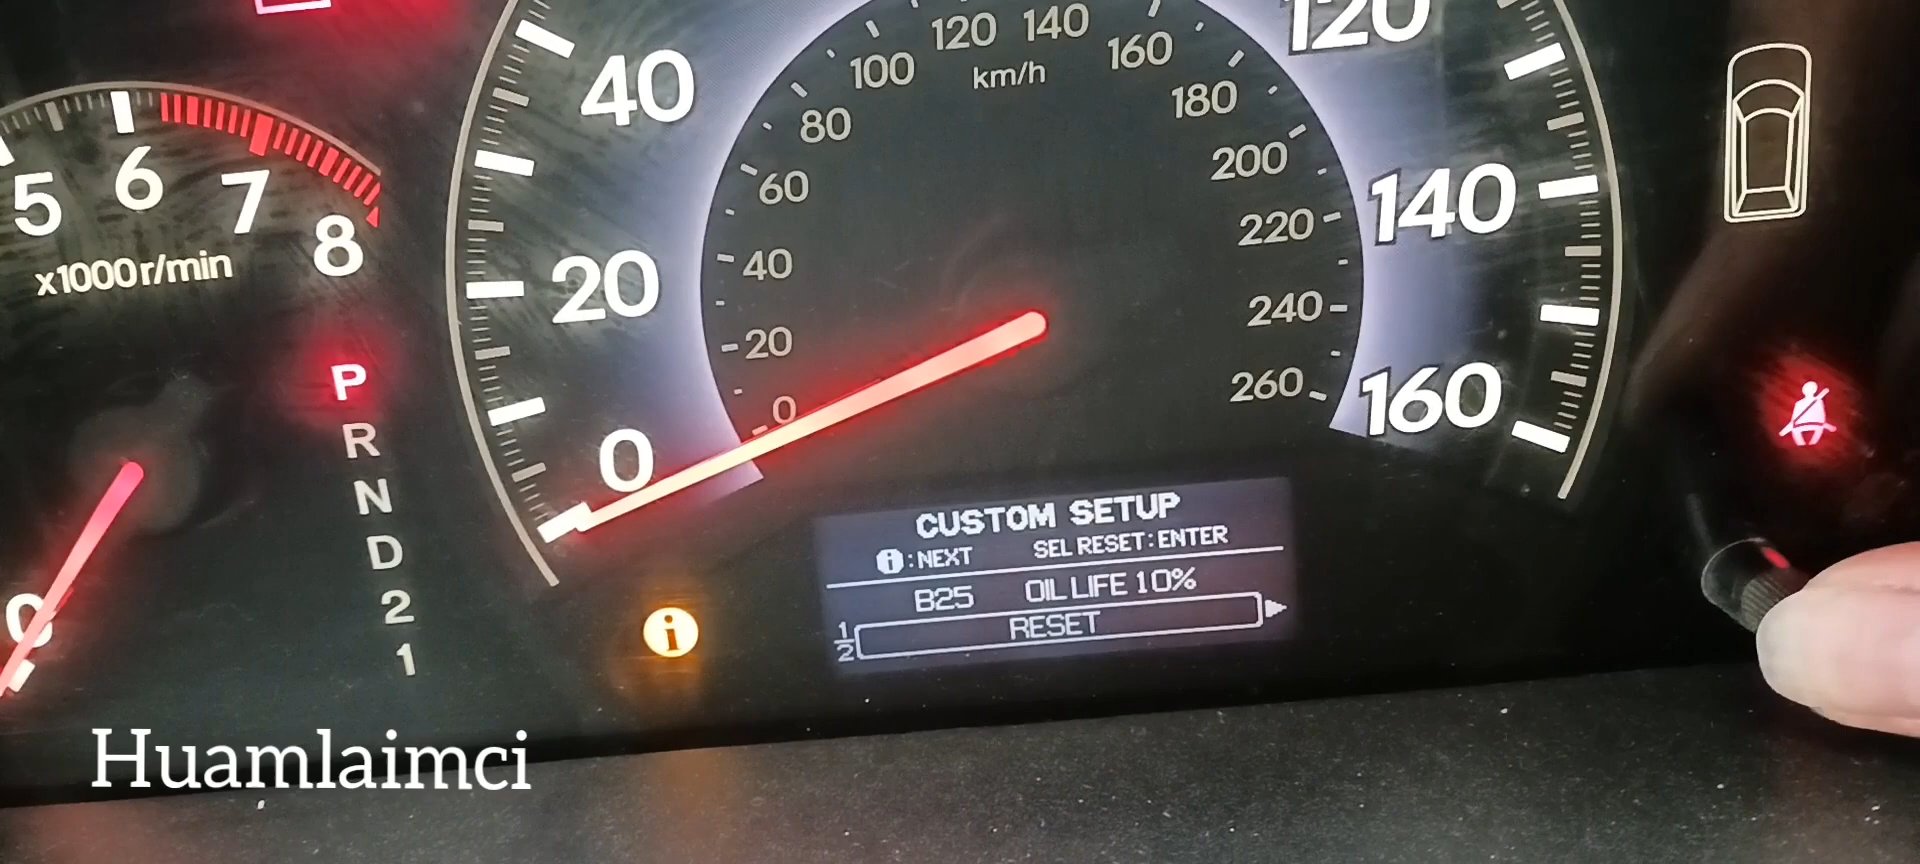 120 140
100 160
km/h
80 180
60 200
40 220
20 240
0 260
40 120
20 140
0 160
5 6 7 8
x1000r/min
P
R
N
D
2
1
C
CUSTOM SETUP
i:NEXT SEL RESET:ENTER
B25 OIL LIFE 10%
1/2 RESET
i
Huamlaimci